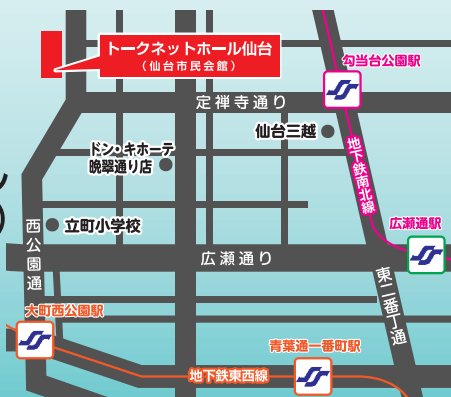 トークネットホール仙台
（仙台市民会館）
勾当台公園駅
定禅寺通り
仙台三越
ドン・キホーテ
晩翠通り店
地下鉄南北線
西公園通
立町小学校
広瀬通駅
広瀬通り
東二番丁通
大町西公園駅
青葉通一番町駅
地下鉄東西線